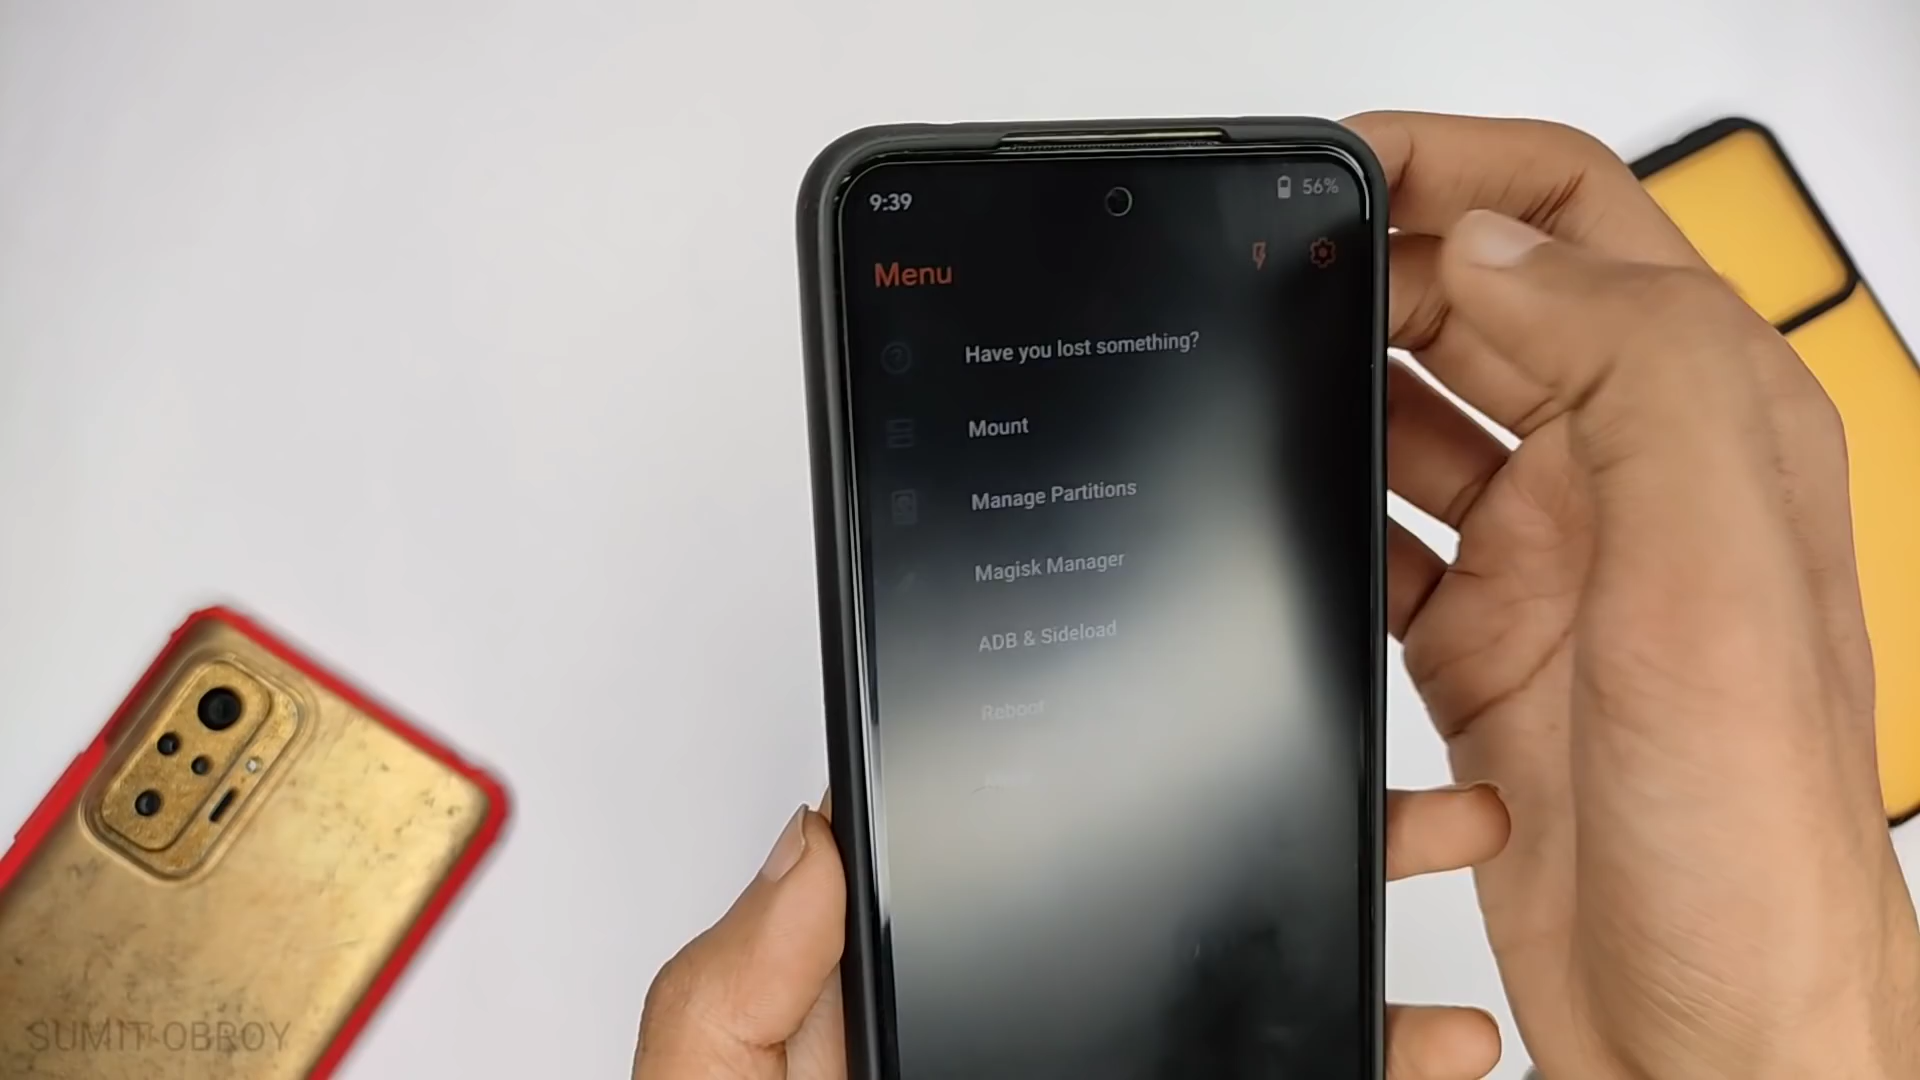 9:39
56%
Menu
Have you lost something?
Mount
Manage Partitions
Magisk Manager
ADB & Sideload
Reboot
SUMIT OBROY